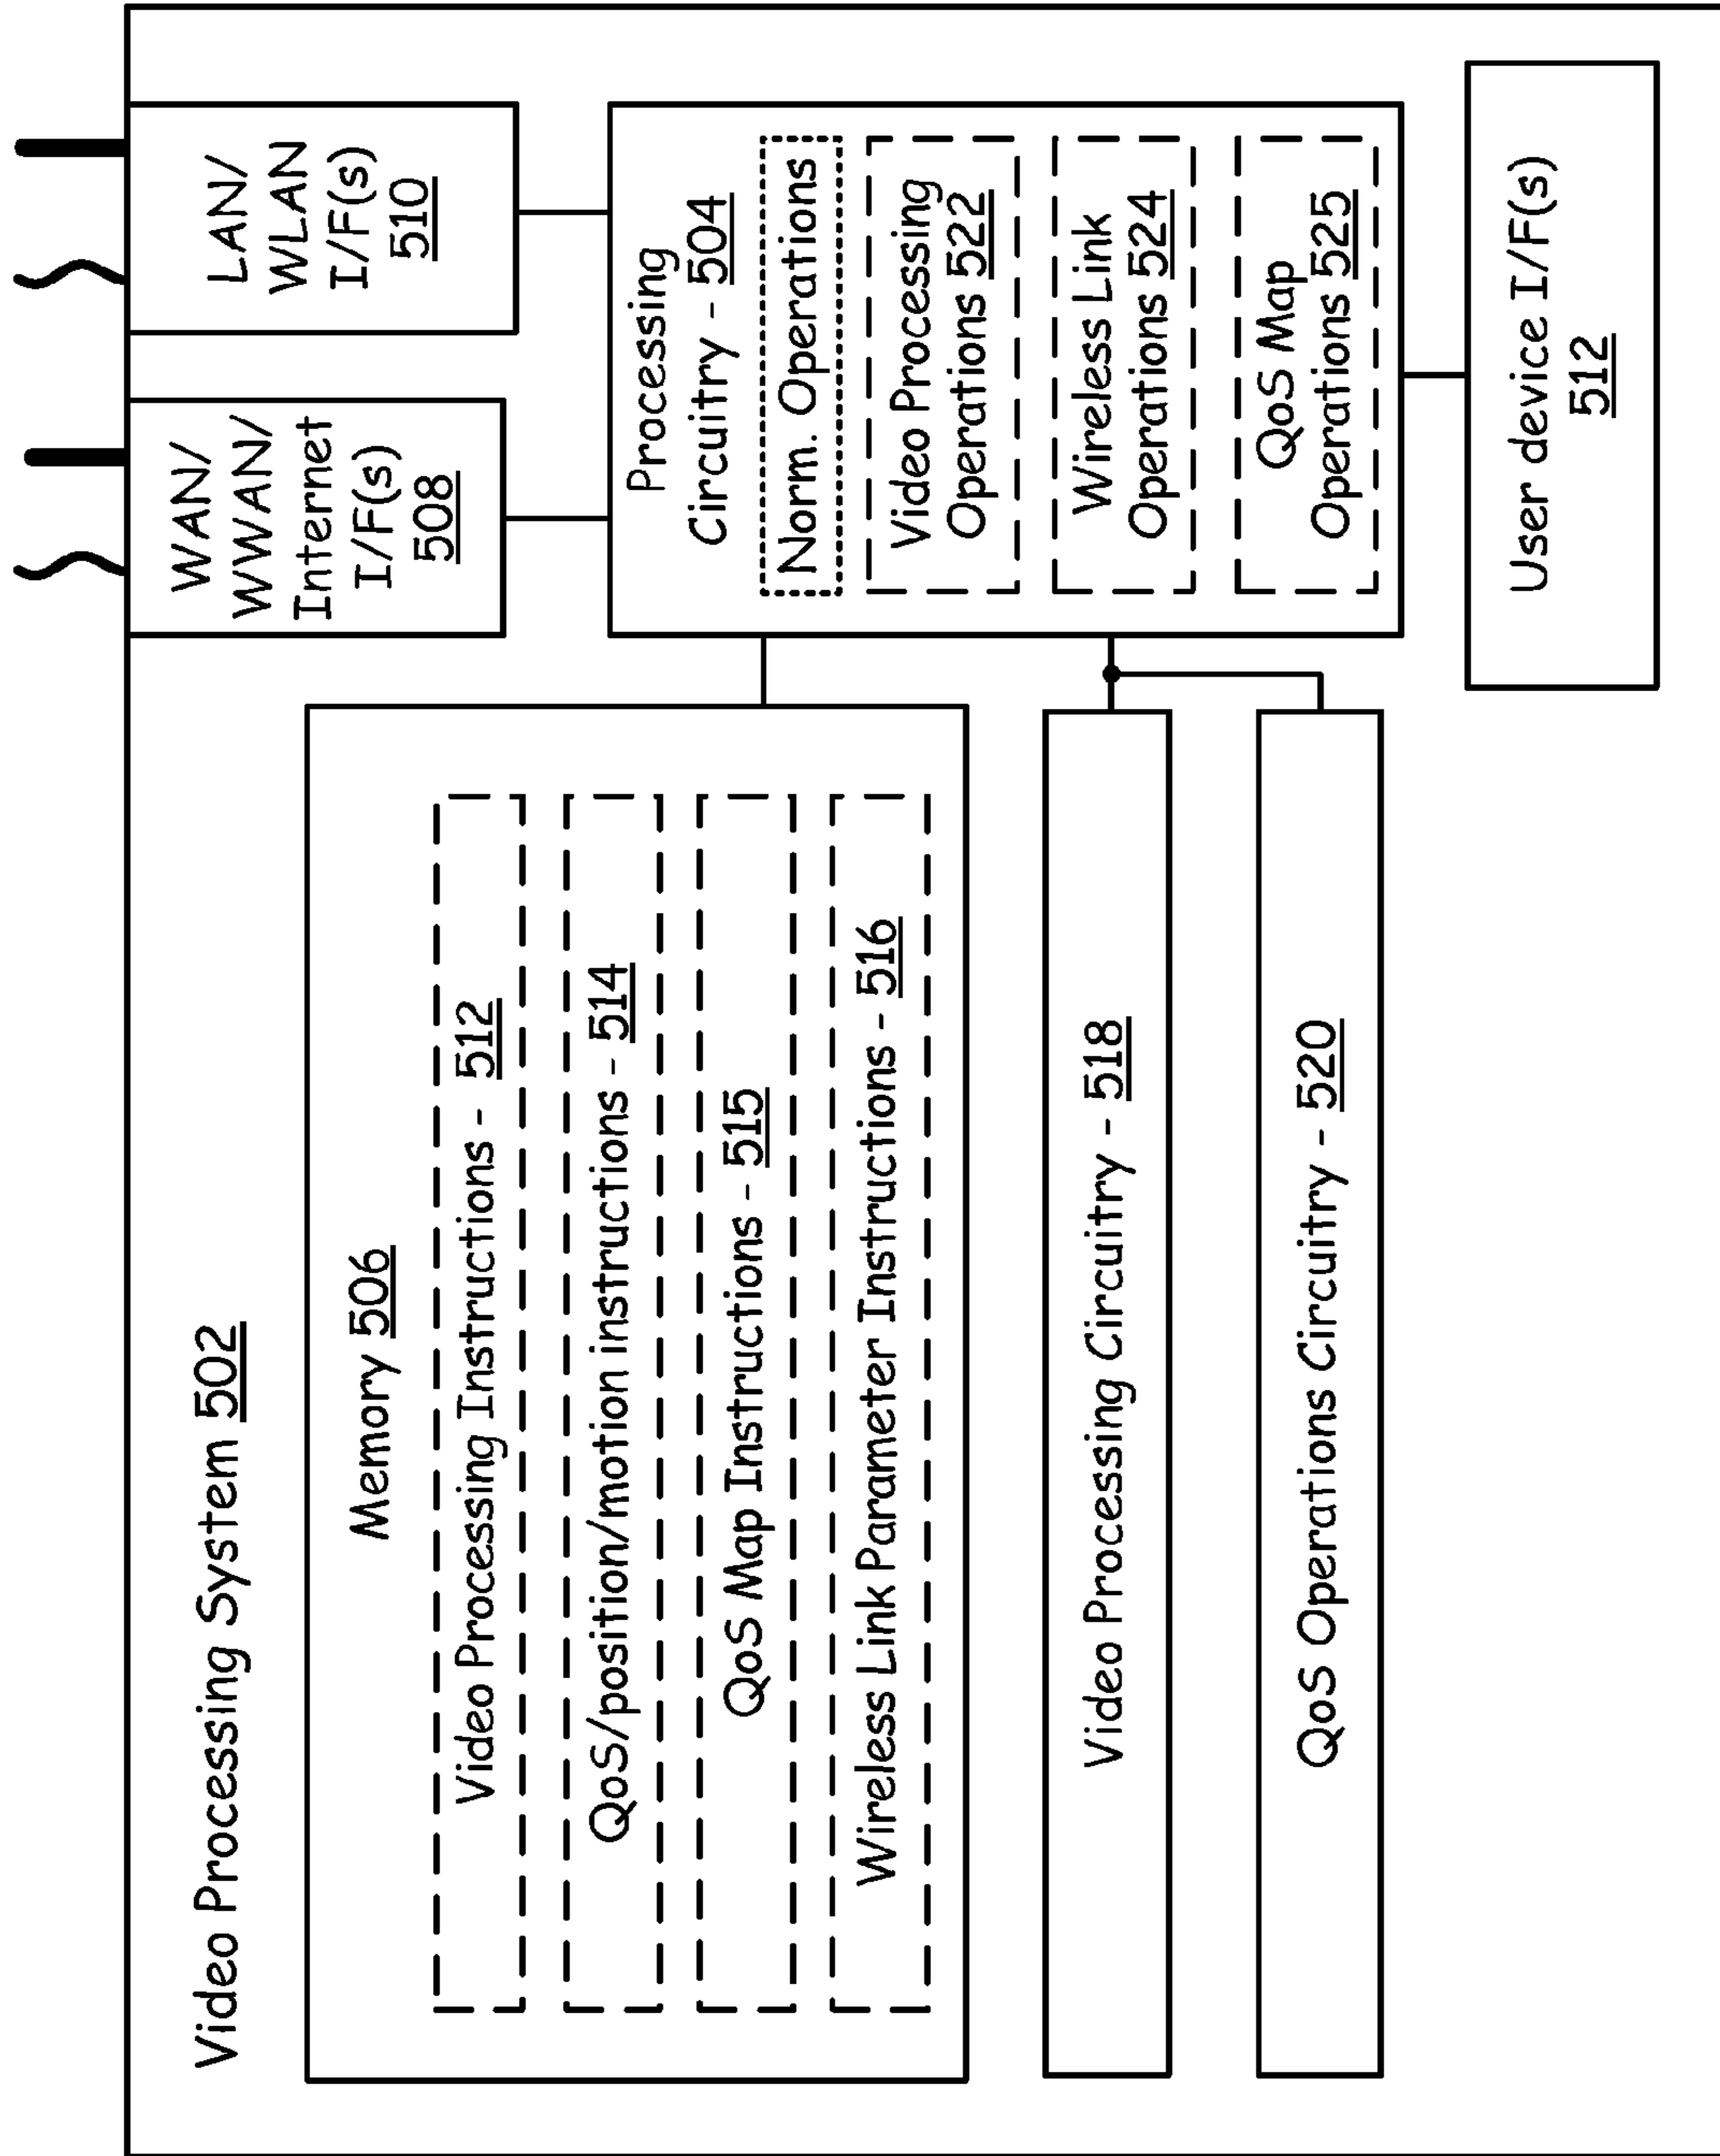 Video Processing System 502
Memory 506
Video Processing Instructions - 512
QoS/position/motion instructions - 514
QoS Map Instructions - 515
Wireless Link Parameter Instructions - 516
Video Processing Circuitry - 518
QoS Operations Circuitry - 520
WAN/
WWAN/
Internet
I/F(s)
508
LAN/
WLAN
I/F(s)
510
Processing
Circuitry - 504
Norm. Operations
Video Processing
Operations 522
Wireless Link
Operations 524
QoS Map
Operations 525
User device I/F(s)
512